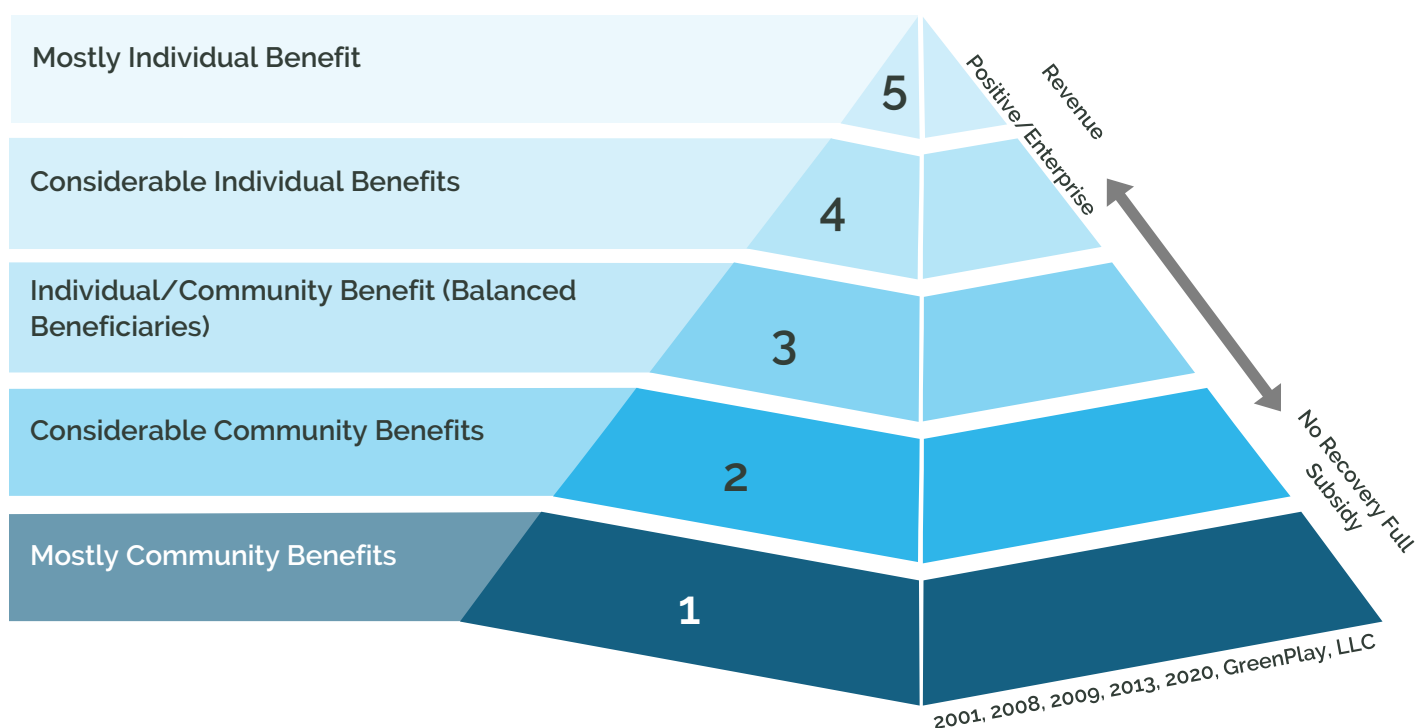 Mostly Individual Benefit
5
Revenue
Positive/Enterprise
Considerable Individual Benefits
4
Individual/Community Benefit (Balanced
Beneficiaries)
3
Considerable Community Benefits
2
No Recovery Full
Subsidy
Mostly Community Benefits
1
2001, 2008, 2009, 2013, 2020, GreenPlay, LLC